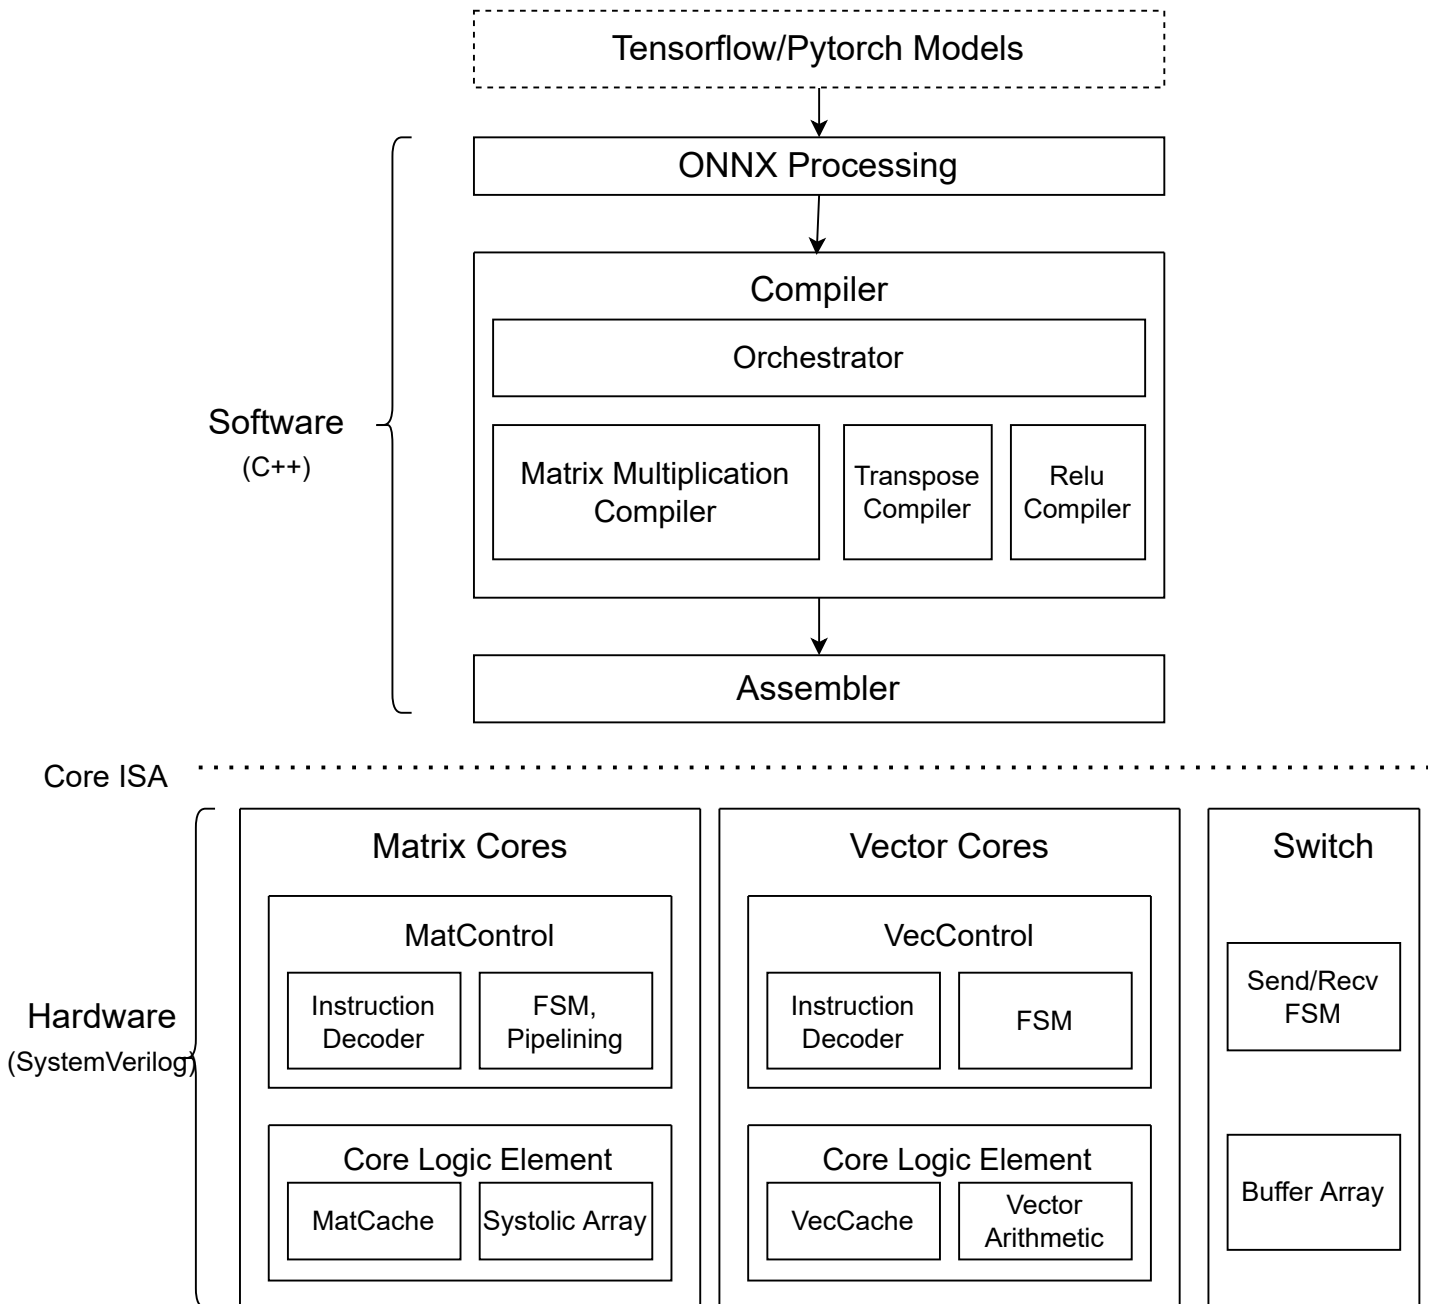 Tensorflow/Pytorch Models
ONNX Processing
Compiler
Orchestrator
Matrix Multiplication
Compiler
Transpose
Compiler
Relu
Compiler
Software
(C++)
Assembler
Core ISA
Hardware
(SystemVerilog)
Matrix Cores
MatControl
Instruction
Decoder
FSM,
Pipelining
Core Logic Element
MatCache
Systolic Array
Vector Cores
VecControl
Instruction
Decoder
FSM
Core Logic Element
VecCache
Vector
Arithmetic
Switch
Send/Recv
FSM
Buffer Array